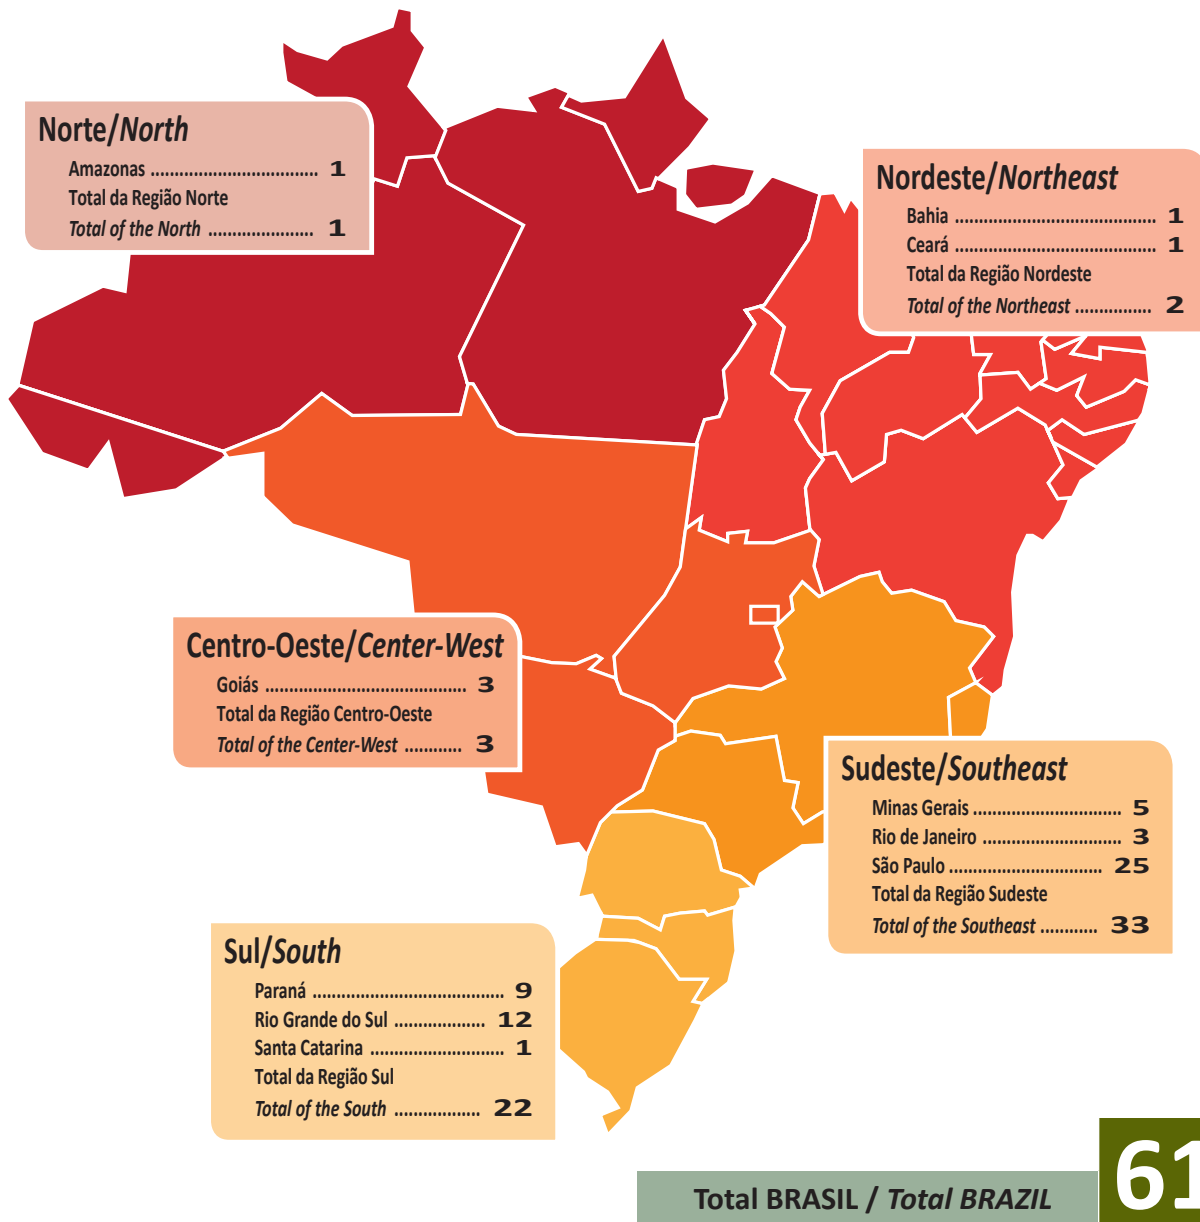 Norte/North
Amazonas ................................... 1
Total da Região Norte
Total of the North ...................... 1
Nordeste/Northeast
Bahia .......................................... 1
Ceará .......................................... 1
Total da Região Nordeste
Total of the Northeast ................ 2
Centro-Oeste/Center-West
Goiás .......................................... 3
Total da Região Centro-Oeste
Total of the Center-West ............ 3
Sudeste/Southeast
Minas Gerais ............................... 5
Rio de Janeiro ............................. 3
São Paulo ................................ 25
Total da Região Sudeste
Total of the Southeast ............ 33
Sul/South
Paraná ........................................ 9
Rio Grande do Sul ................... 12
Santa Catarina ............................ 1
Total da Região Sul
Total of the South .................. 22
Total BRASIL / Total BRAZIL
61